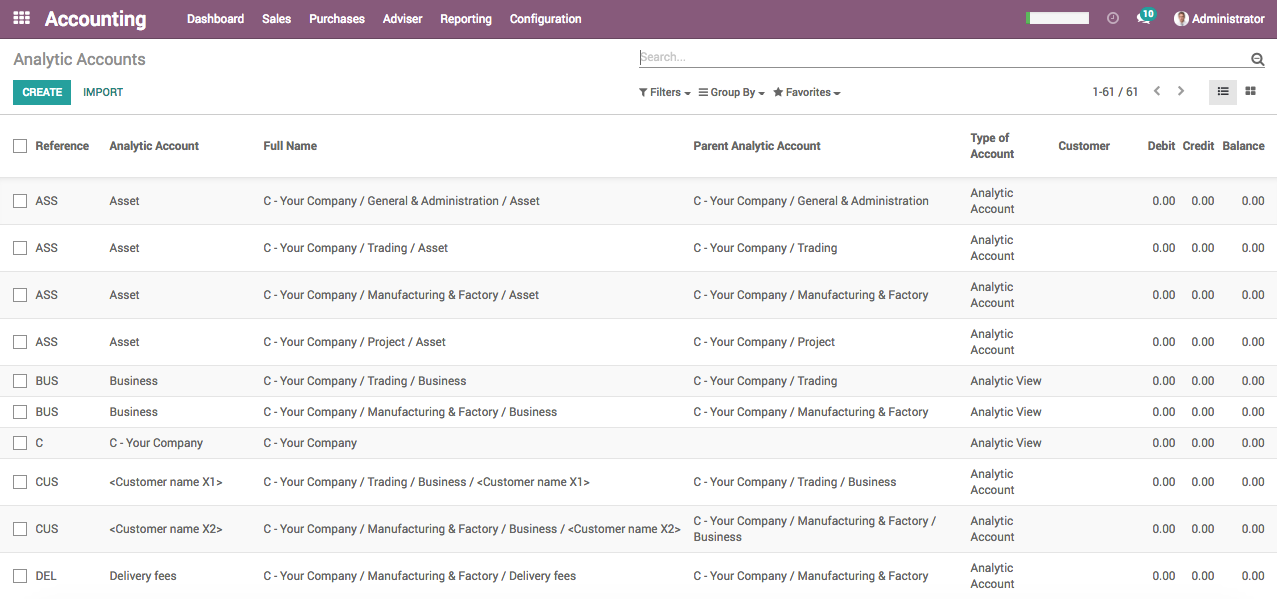 Accounting Dashboard Sales Purchases Adviser Reporting Configuration 10 Administrator
Analytic Accounts Search...
CREATE IMPORT Filters Group By Favorites 1-61 / 61
Reference Analytic Account Full Name Parent Analytic Account Type of Account Customer Debit Credit Balance
ASS Asset C - Your Company / General & Administration / Asset C - Your Company / General & Administration Analytic Account 0.00 0.00 0.00
ASS Asset C - Your Company / Trading / Asset C - Your Company / Trading Analytic Account 0.00 0.00 0.00
ASS Asset C - Your Company / Manufacturing & Factory / Asset C - Your Company / Manufacturing & Factory Analytic Account 0.00 0.00 0.00
ASS Asset C - Your Company / Project / Asset C - Your Company / Project Analytic Account 0.00 0.00 0.00
BUS Business C - Your Company / Trading / Business C - Your Company / Trading Analytic View 0.00 0.00 0.00
BUS Business C - Your Company / Manufacturing & Factory / Business C - Your Company / Manufacturing & Factory Analytic View 0.00 0.00 0.00
C C - Your Company C - Your Company Analytic View 0.00 0.00 0.00
CUS <Customer name X1> C - Your Company / Trading / Business / <Customer name X1> C - Your Company / Trading / Business Analytic Account 0.00 0.00 0.00
CUS <Customer name X2> C - Your Company / Manufacturing & Factory / Business / <Customer name X2> C - Your Company / Manufacturing & Factory / Business Analytic Account 0.00 0.00 0.00
DEL Delivery fees C - Your Company / Manufacturing & Factory / Delivery fees C - Your Company / Manufacturing & Factory Analytic Account 0.00 0.00 0.00